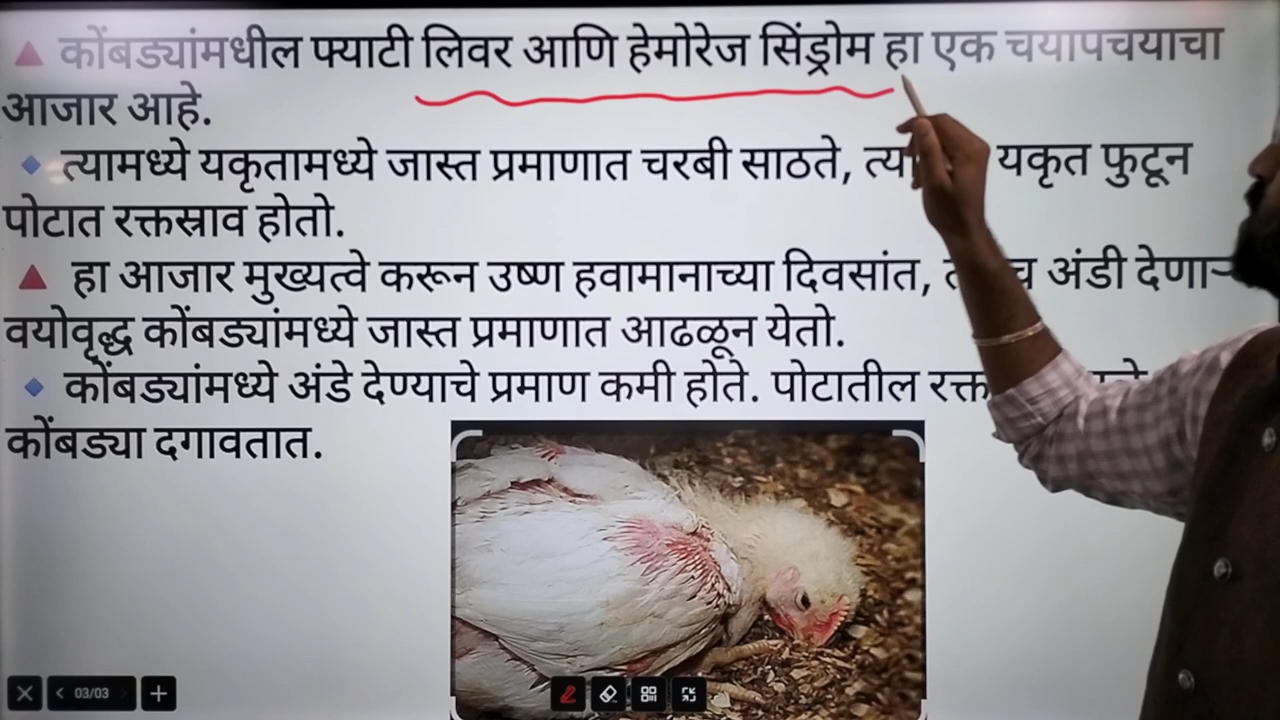 कोंबड्यांमधील फ्याटी लिवर आणि हेमोरेज सिंड्रोम हा एक चयापचयाचा
आजार आहे.
त्यामध्ये यकृतामध्ये जास्त प्रमाणात चरबी साठते, यकृत फुटून
पोटात रक्तस्राव होतो.
हा आजार मुख्यत्वे करून उष्ण हवामानाच्या दिवसांत, अंडी देणाऱ्या
वयोवृद्ध कोंबड्यांमध्ये जास्त प्रमाणात आढळून येतो.
कोंबड्यांमध्ये अंडे देण्याचे प्रमाण कमी होते. पोटातील
कोंबड्या दगावतात.
03/03